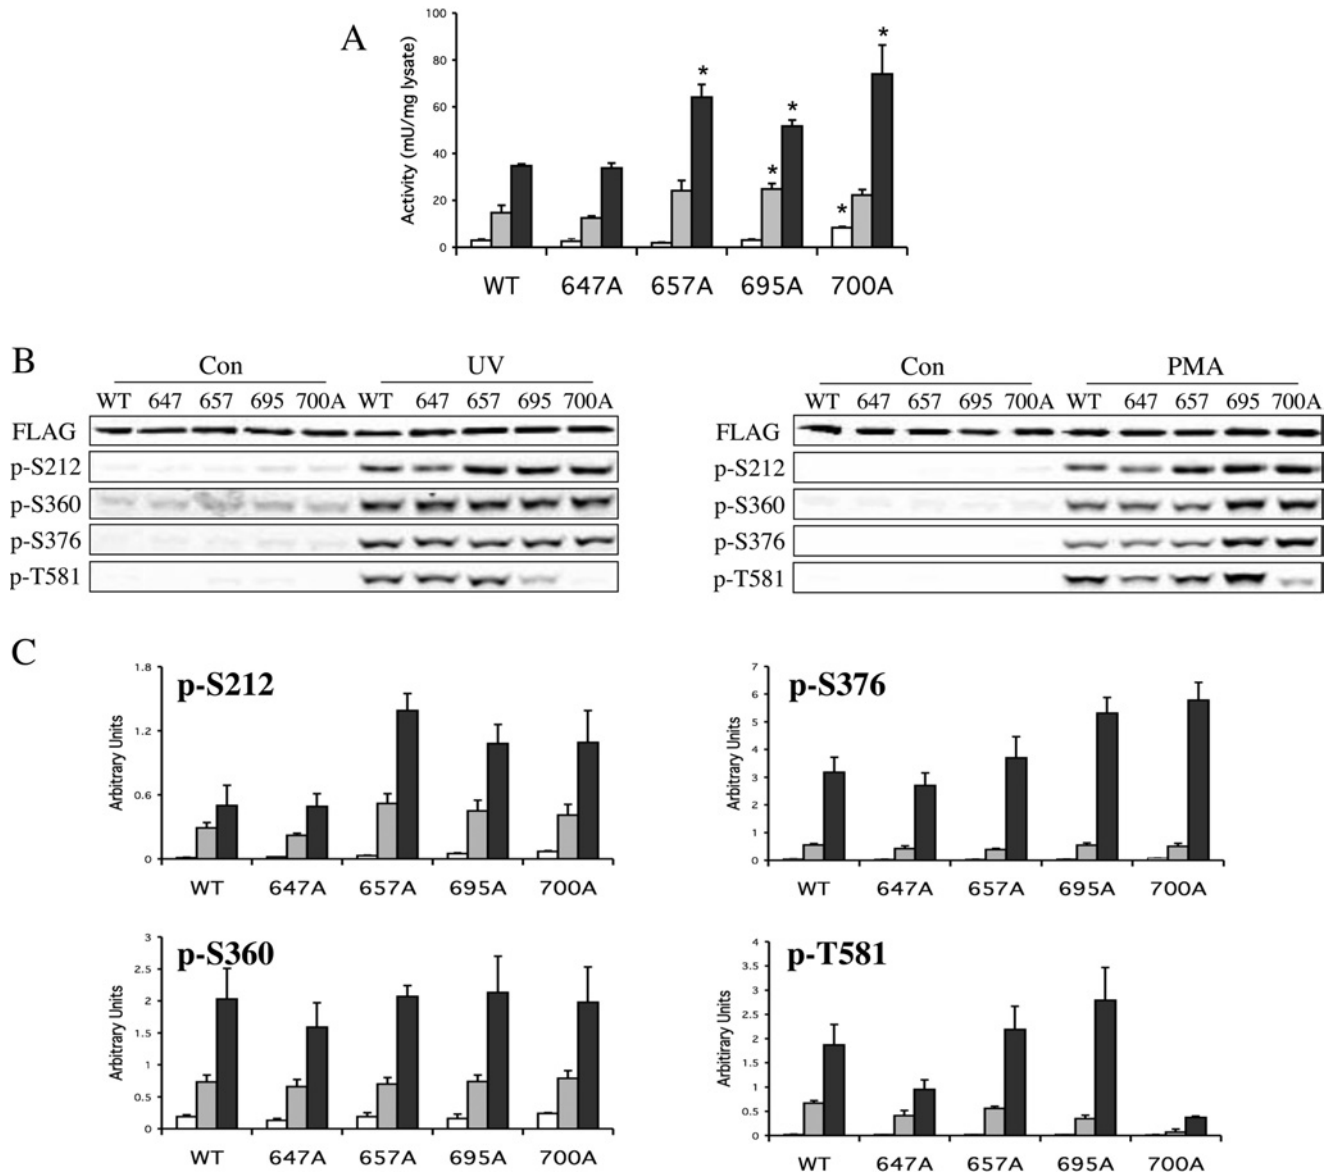 A
Activity (mU/mg lysate)
100
80
60
40
20
0
* * * * *
WT 647A 657A 695A 700A
B
Con UV
WT 647 657 695 700A WT 647 657 695 700A
FLAG
p-S212
p-S360
p-S376
p-T581
Con PMA
WT 647 657 695 700A WT 647 657 695 700A
FLAG
p-S212
p-S360
p-S376
p-T581
C
p-S212
Arbitrary Units
1.8
1.2
0.6
0
WT 647A 657A 695A 700A
p-S376
Arbitrary Units
7
6
5
4
3
2
1
0
WT 647A 657A 695A 700A
p-S360
Arbitrary Units
3
2.5
2
1.5
1
0.5
0
WT 647A 657A 695A 700A
p-T581
Arbitirary Units
4
3.5
3
2.5
2
1.5
1
0.5
0
WT 647A 657A 695A 700A